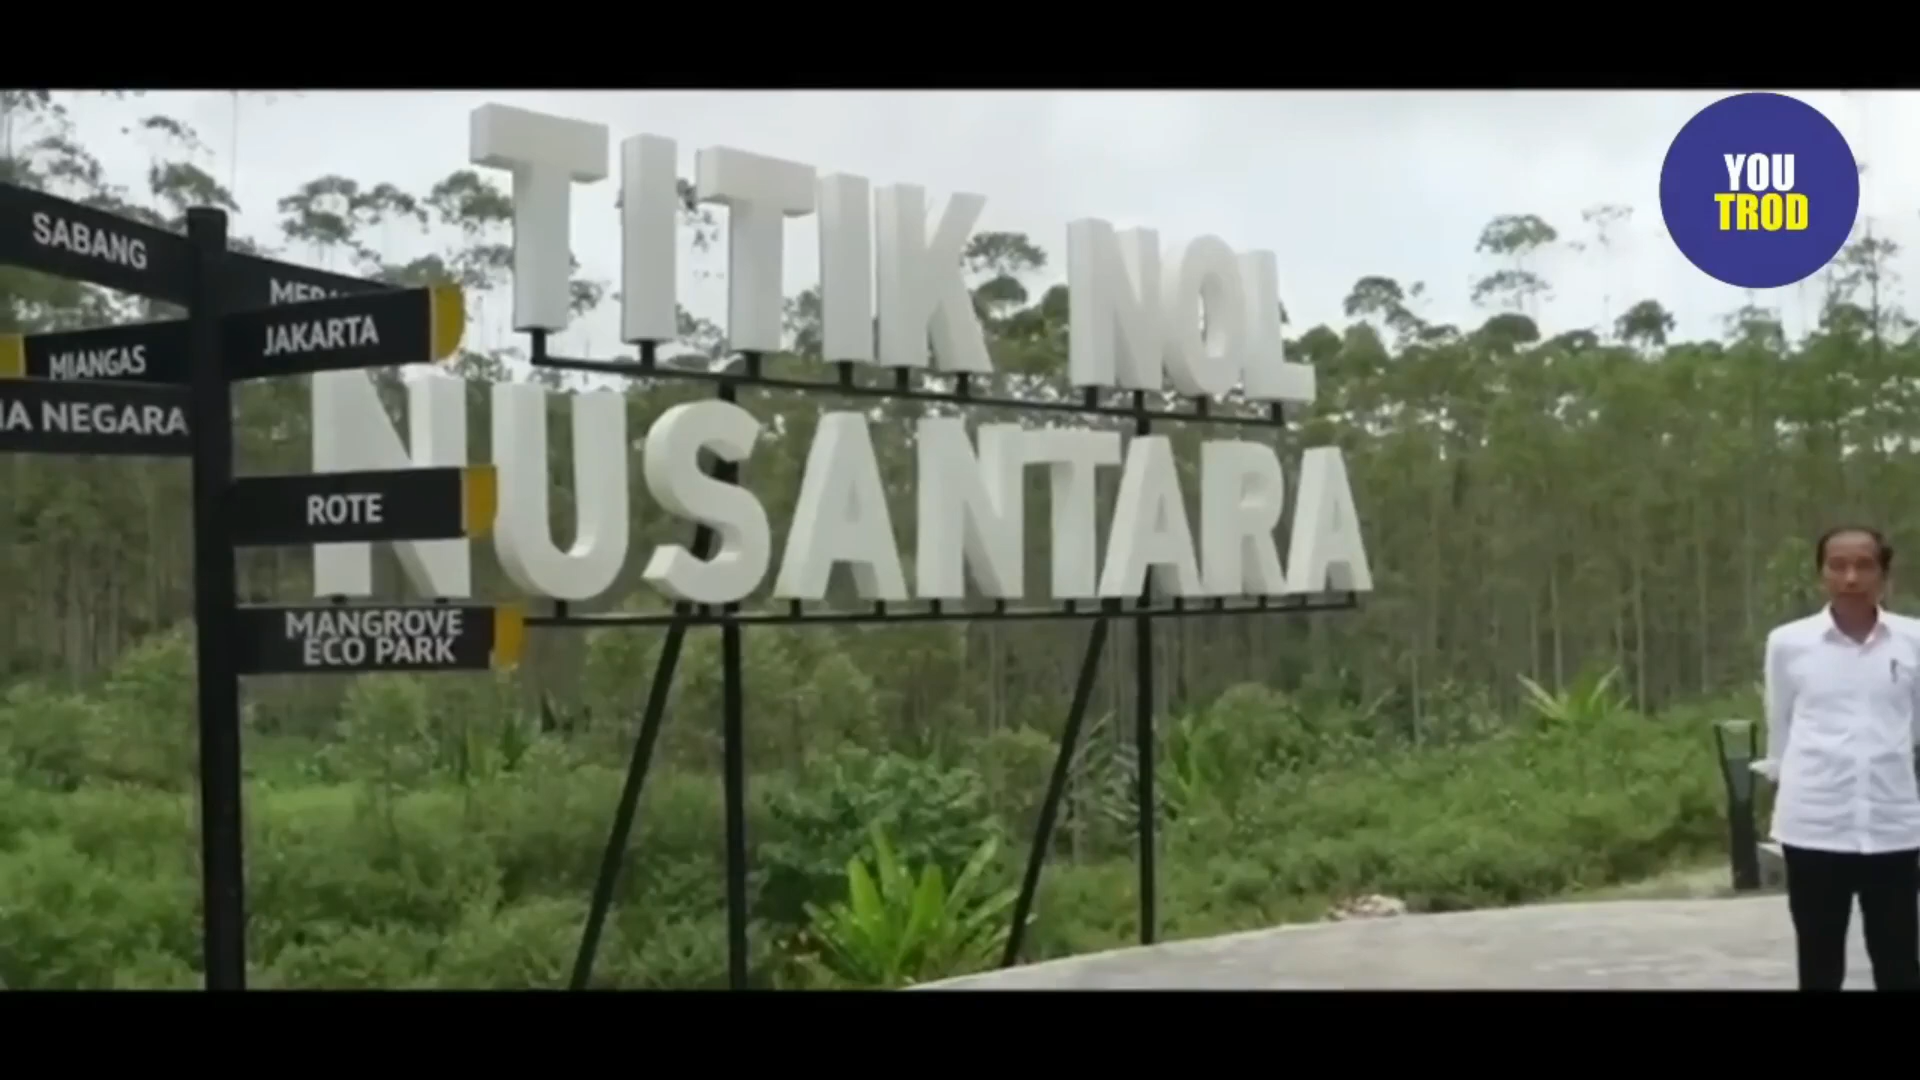 TITIK NOL
NUSANTARA
SABANG
JAKARTA
MIANGAS
NEGARA
ROTE
MANGROVE
ECO PARK
YOU
TROD